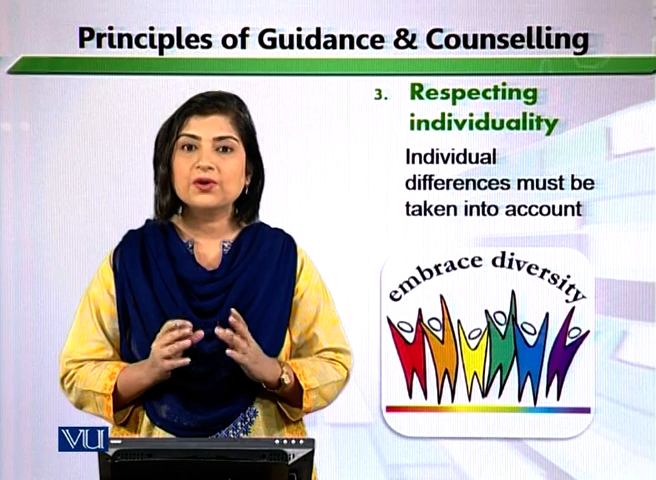 Principles of Guidance & Counselling
3. Respecting
individuality
Individual
differences must be
taken into account
embrace diversity
VU